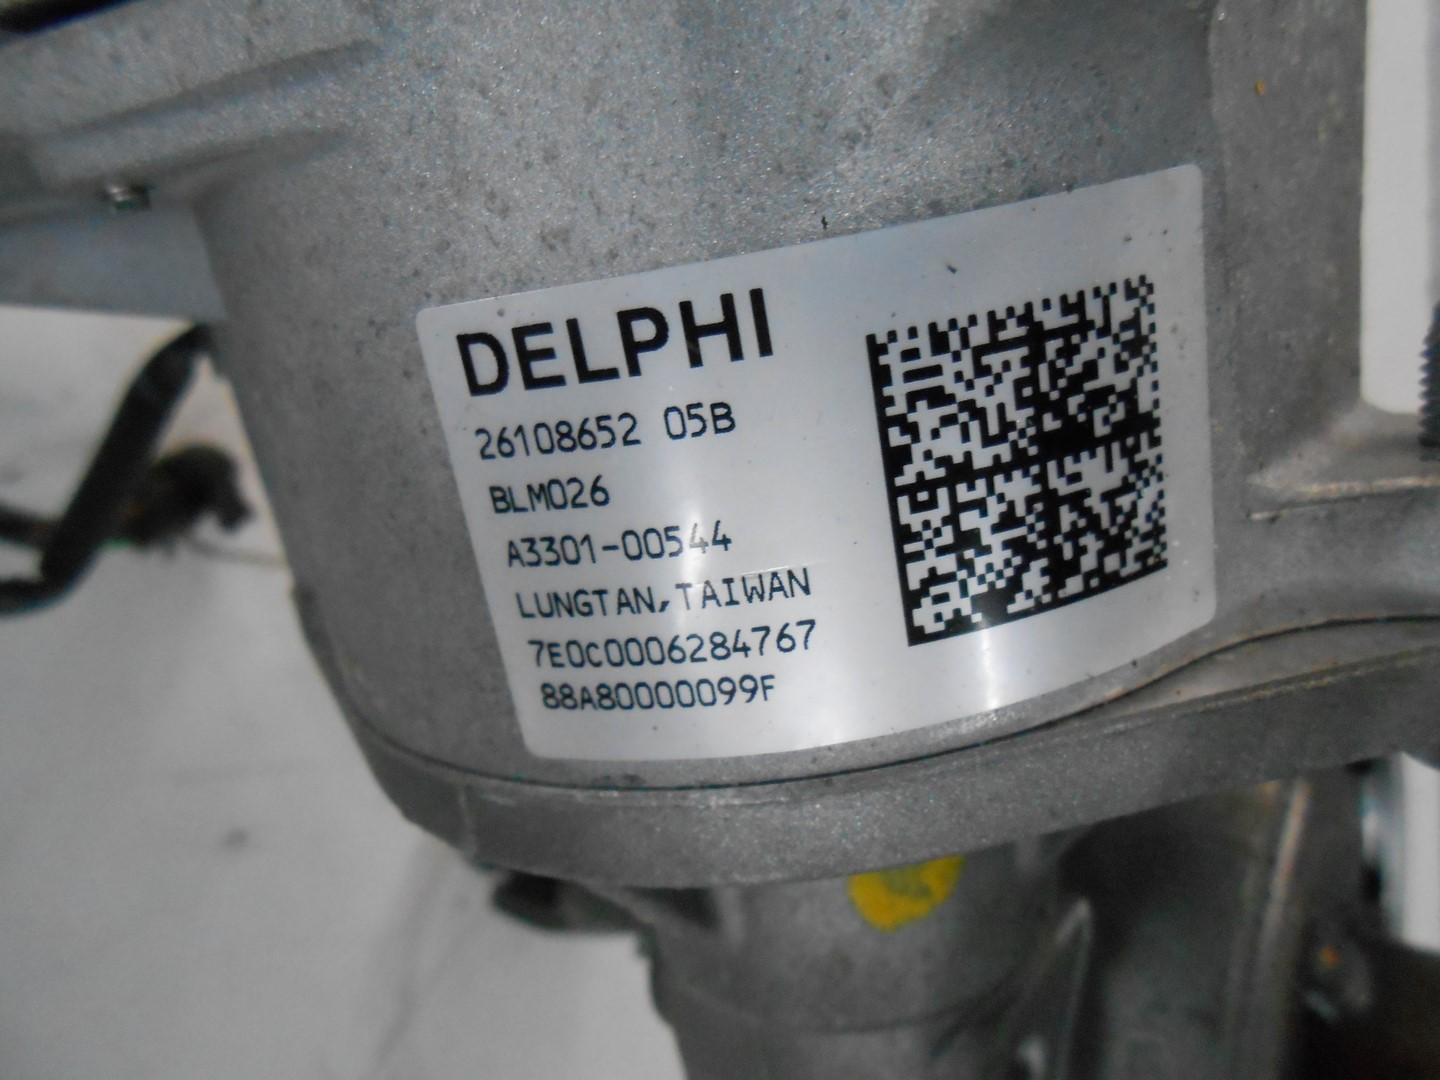 DELPHI
26108652 05B
BLM026
A3301-00544
LUNGTAN, TAIWAN
7E0C0006284767
88A80000099F